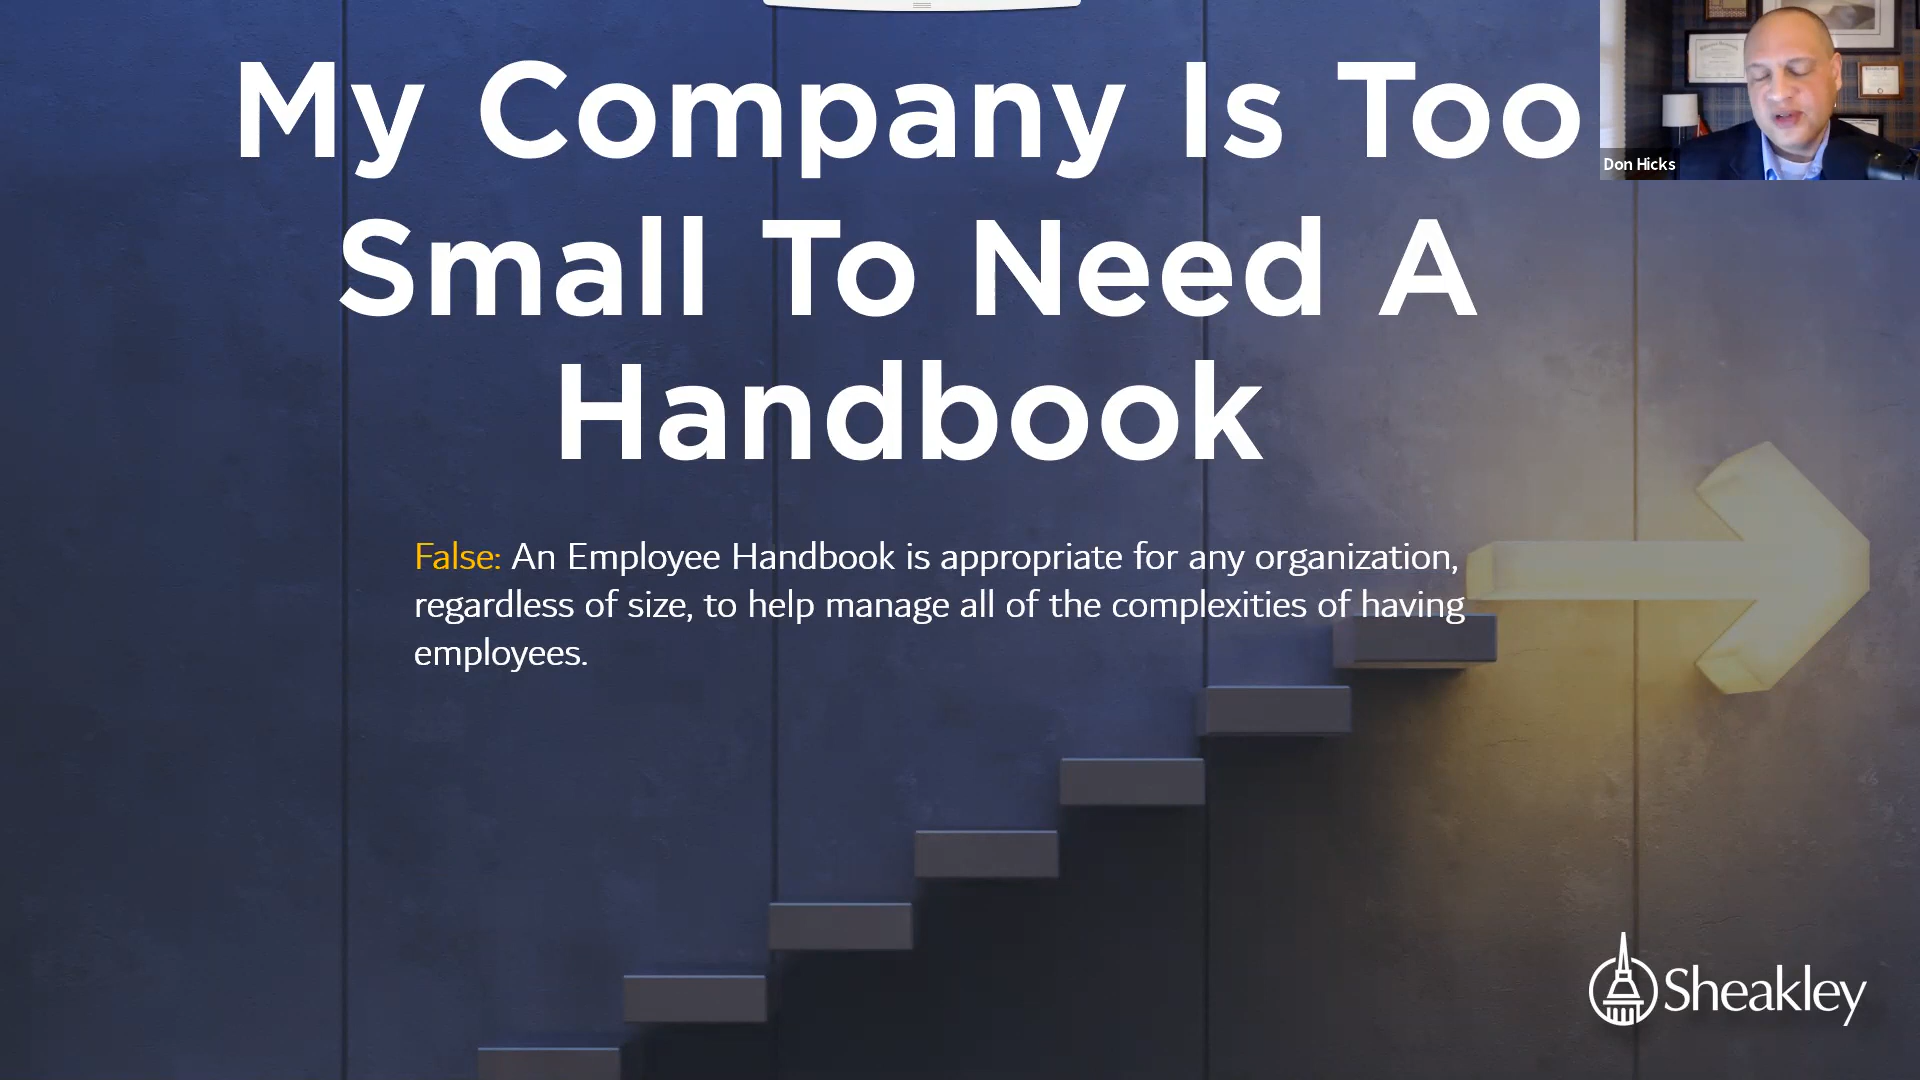 My Company Is Too
Small To Need A
Handbook
Don Hicks
False: An Employee Handbook is appropriate for any organization,
regardless of size, to help manage all of the complexities of having
employees.
Sheakley